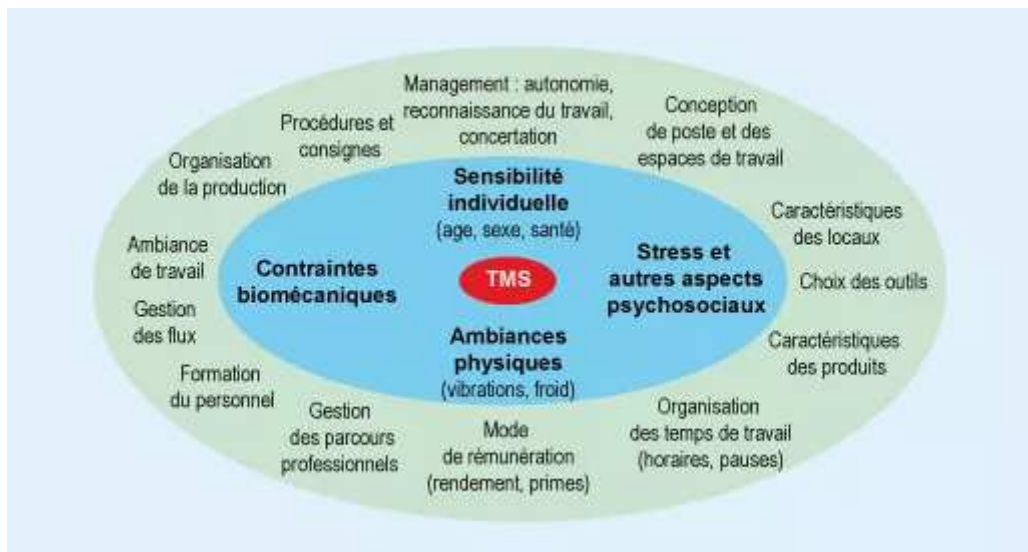 Management : autonomie,
reconnaissance du travail,
concertation
Procédures et
consignes
Conception
de poste et des
espaces de travail
Organisation
de la production
Sensibilité
individuelle
(age, sexe, santé)
Caractéristiques
des locaux
Ambiance
de travail
Contraintes
biomécaniques
TMS
Stress et
autres aspects
psychosociaux
Choix des outils
Gestion
des flux
Ambiances
physiques
(vibrations, froid)
Caractéristiques
des produits
Formation
du personnel
Gestion
des parcours
professionnels
Mode
de rémunération
(rendement, primes)
Organisation
des temps de travail
(horaires, pauses)